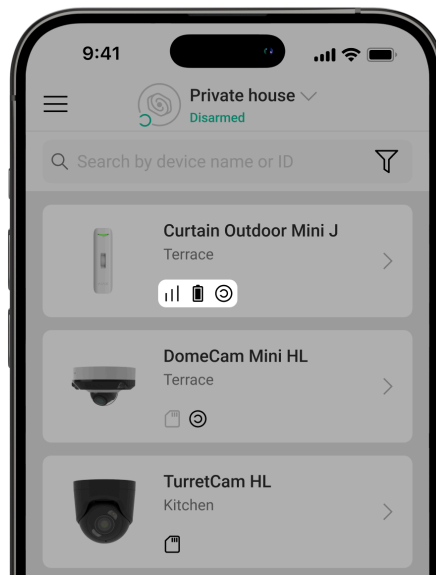 9:41
Private house
Disarmed
Search by device name or ID
Curtain Outdoor Mini J
Terrace
DomeCam Mini HL
Terrace
TurretCam HL
Kitchen